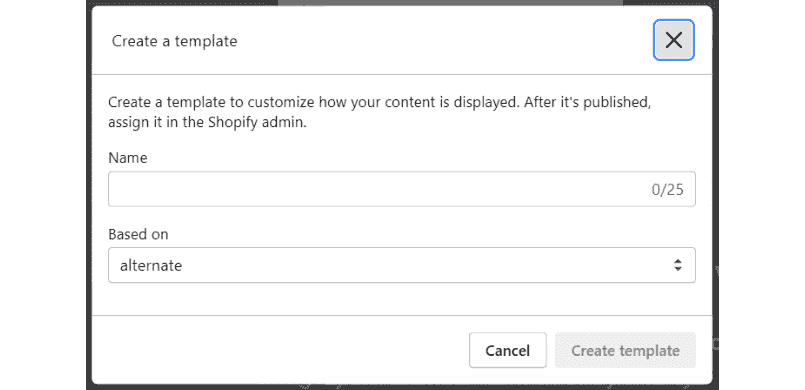 Create a template
Create a template to customize how your content is displayed. After it's published,
assign it in the Shopify admin.
Name
0/25
Based on
alternate
Cancel
Create template